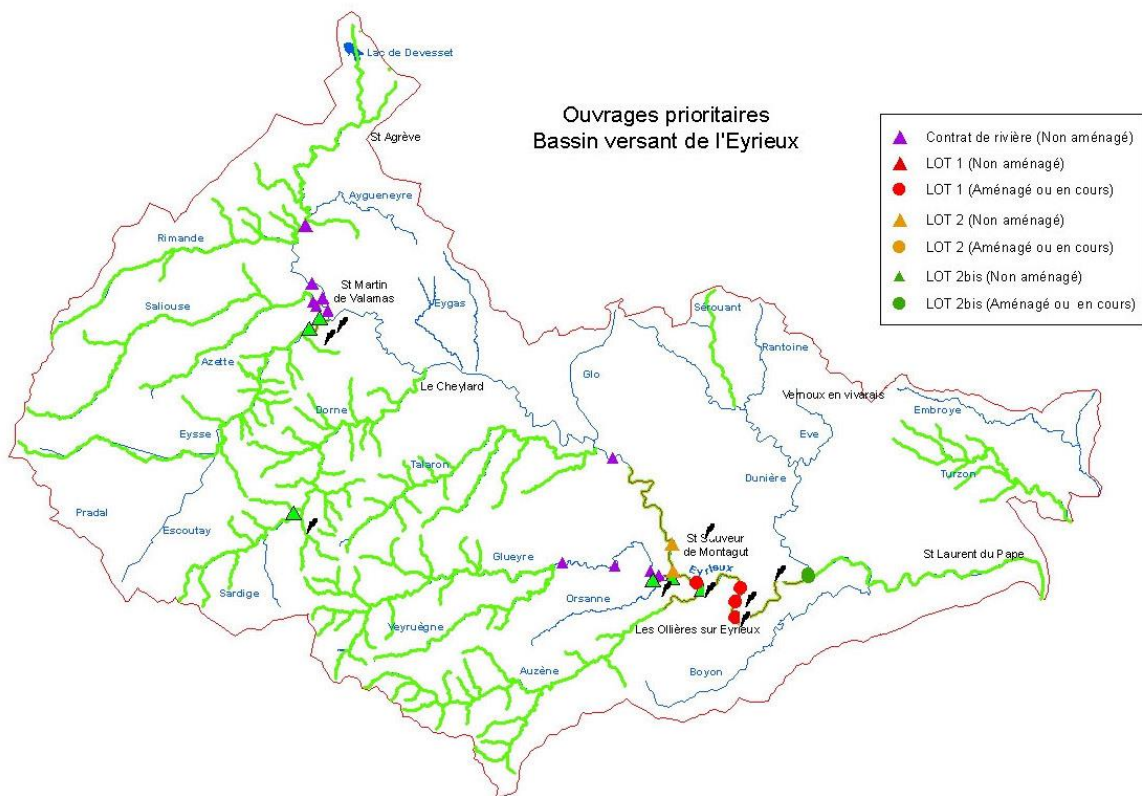 Lac de Devesset
Ouvrages prioritaires
Bassin versant de l'Eyrieux
St Agrève
Contrat de rivière (Non aménagé)
LOT 1 (Non aménagé)
LOT 1 (Aménagé ou en cours)
LOT 2 (Non aménagé)
LOT 2 (Aménagé ou en cours)
LOT 2bis (Non aménagé)
LOT 2bis (Aménagé ou en cours)
Aygueneyre
Rimande
St Martin
de Valamas
Saliouse
Eygas
Sérouant
Rantoine
Azette
Glo
Le Cheylard
Vernoux en vivarais
Dorne
Embroye
Eysse
Eve
Talaron
Turzon
Dunière
Pradal
Escoutay
St Sauveur
de Montagut
Glueyre
St Laurent du Pape
Eyrieux
Sardige
Orsanne
Veyruègne
Les Ollières sur Eyrieux
Auzène
Boyon